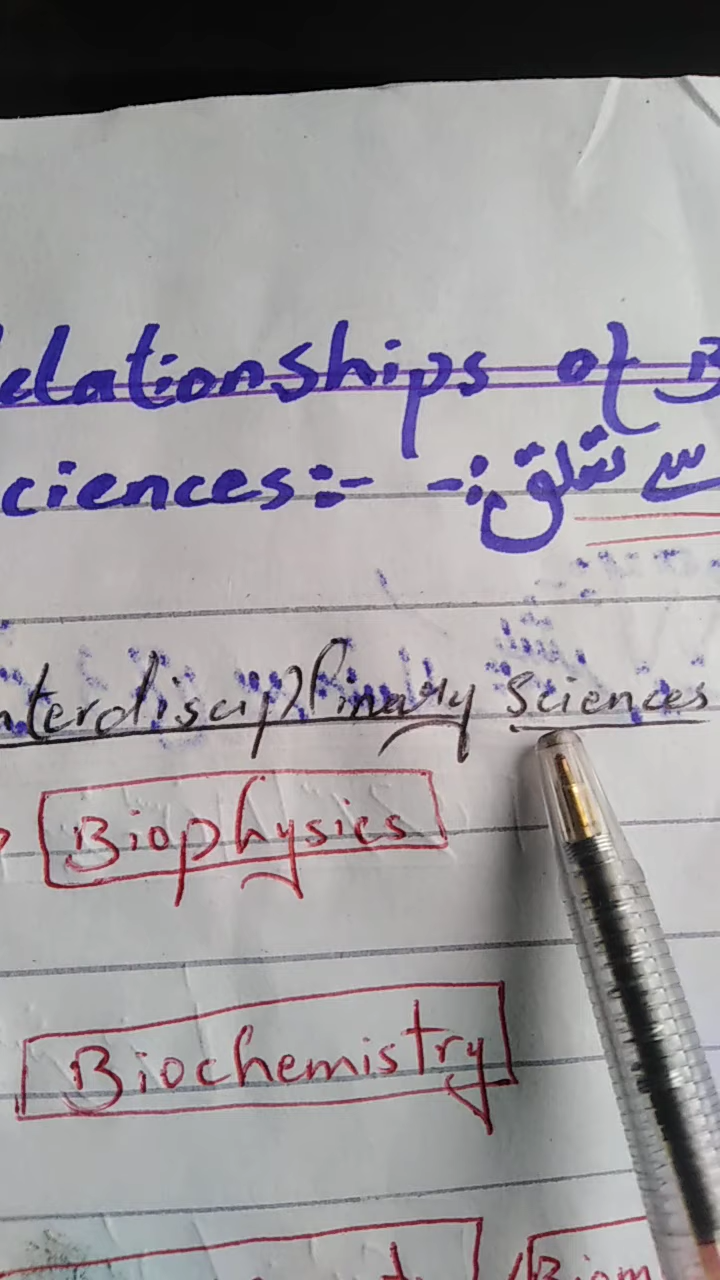 elationships of B
ciences:- سے تعلق:-
nterdisciplinary Sciences
Biophysics
Biochemistry